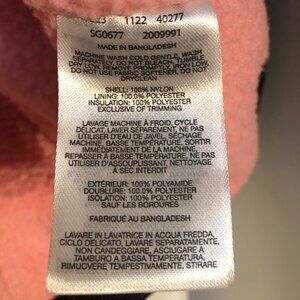 1122 40277
SG0677 2009991
MADE IN BANGLADESH
MACHINE WASH COLD GENTLE, WASH
SEPARATELY, DO NOT BLEACH, TUMBLE
DRY LOW, REMOVE PROMPTLY, IRON LOW,
DO NOT USE FABRIC SOFTENER, DO NOT
DRYCLEAN
SHELL: 100% NYLON
LINING: 100% POLYESTER
INSULATION: 100% POLYESTER
EXCLUSIVE OF TRIMMING
LAVAGE MACHINE À FROID, CYCLE
DÉLICAT, LAVER SÉPARÉMENT, NE PAS
UTILISER D'EAU DE JAVEL, SÉCHAGE
MACHINE, BASSE TEMPÉRATURE, SORTIR
IMMÉDIATEMENT DE LA MACHINE,
REPASSER À BASSE TEMPÉRATURE, NE PAS
UTILISER D'ASSOUPLISSANT, NETTOYAGE
À SEC INTERDIT
EXTÉRIEUR: 100% POLYAMIDE
DOUBLURE: 100% POLYESTER
ISOLATION: 100% POLYESTER
SAUF LES BORDURES
FABRIQUÉ AU BANGLADESH
LAVARE IN LAVATRICE IN ACQUA FREDDA,
CICLO DELICATO, LAVARE SEPARATAMENTE,
NON CANDEGGIARE, ASCIUGARE A
TAMBURO A BASSA TEMPERATURA,
RIMUOVERE TEMPESTIVAMENTE, STIRARE